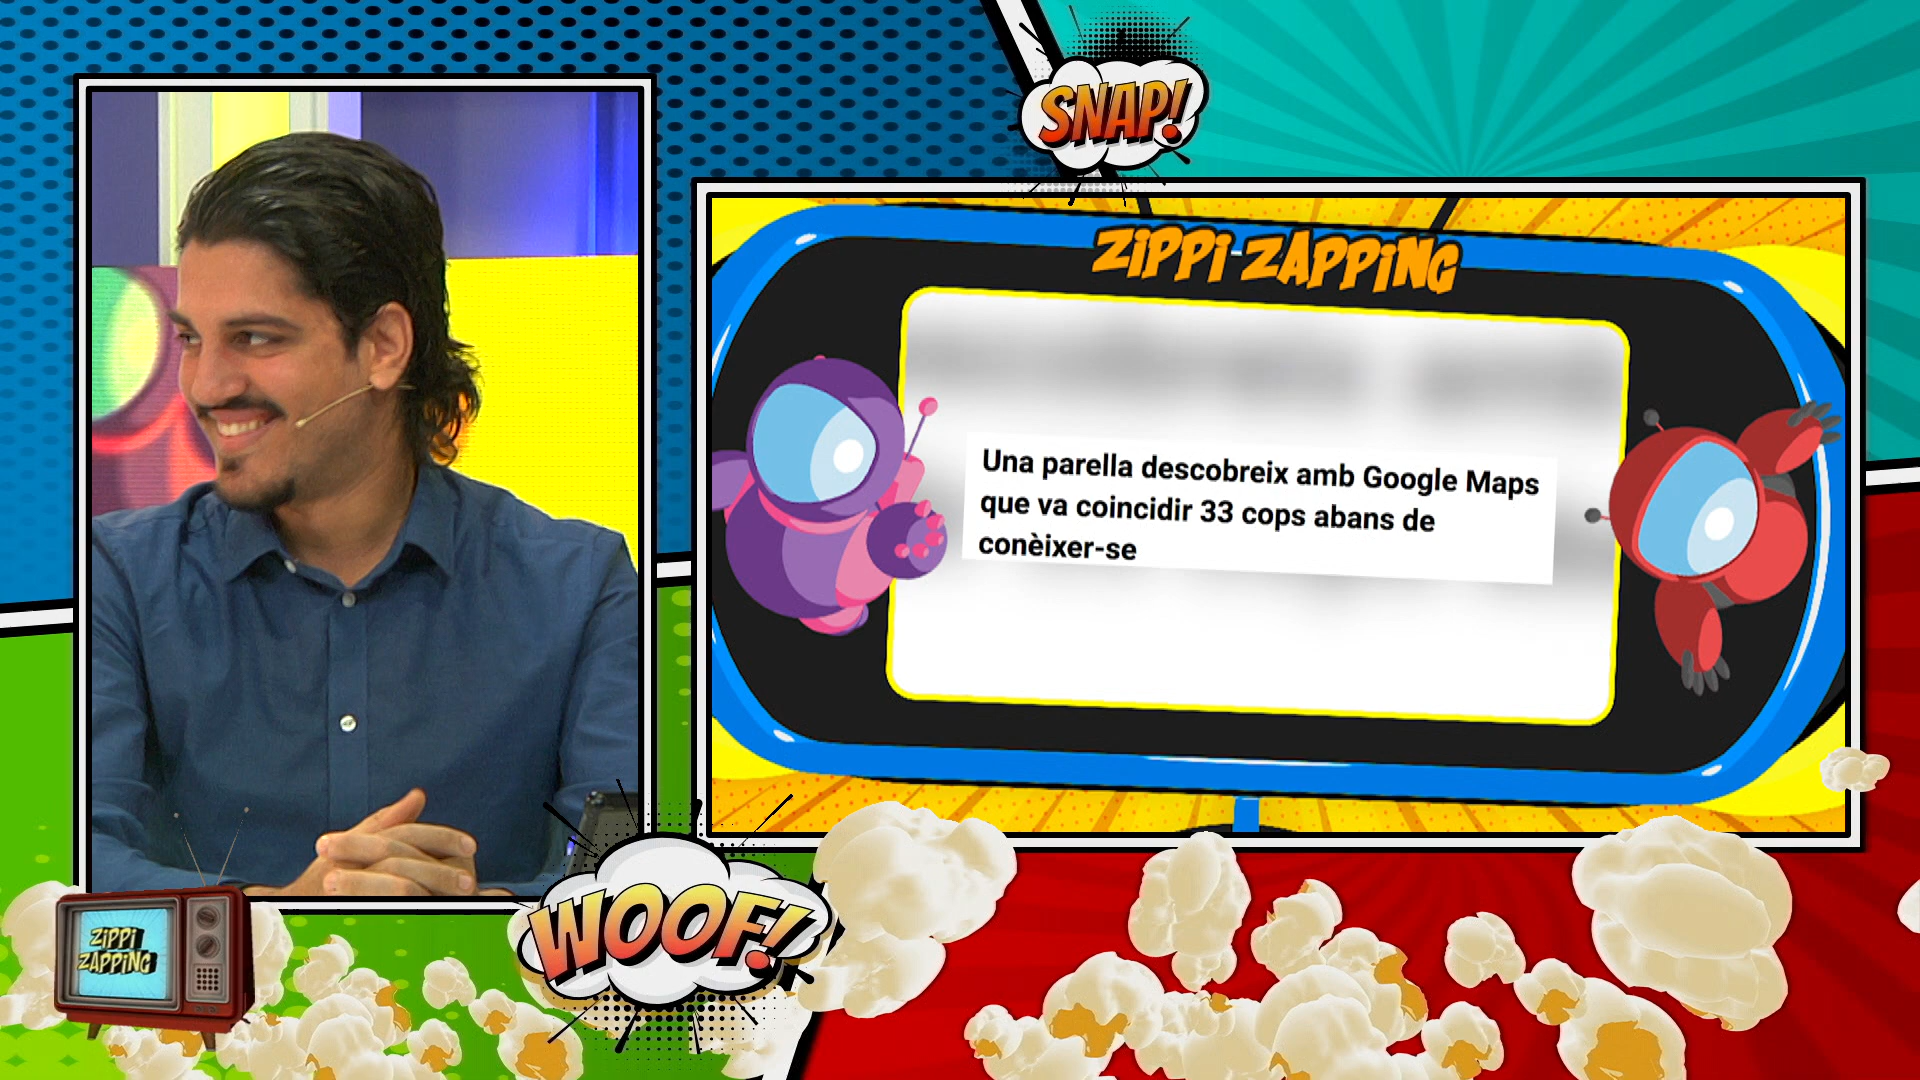 SNAP!
ZIPPI ZAPPING
Una parella descobreix amb Google Maps
que va coincidir 33 cops abans de
conèixer-se
WOOF!
ZIPPI
ZAPPING